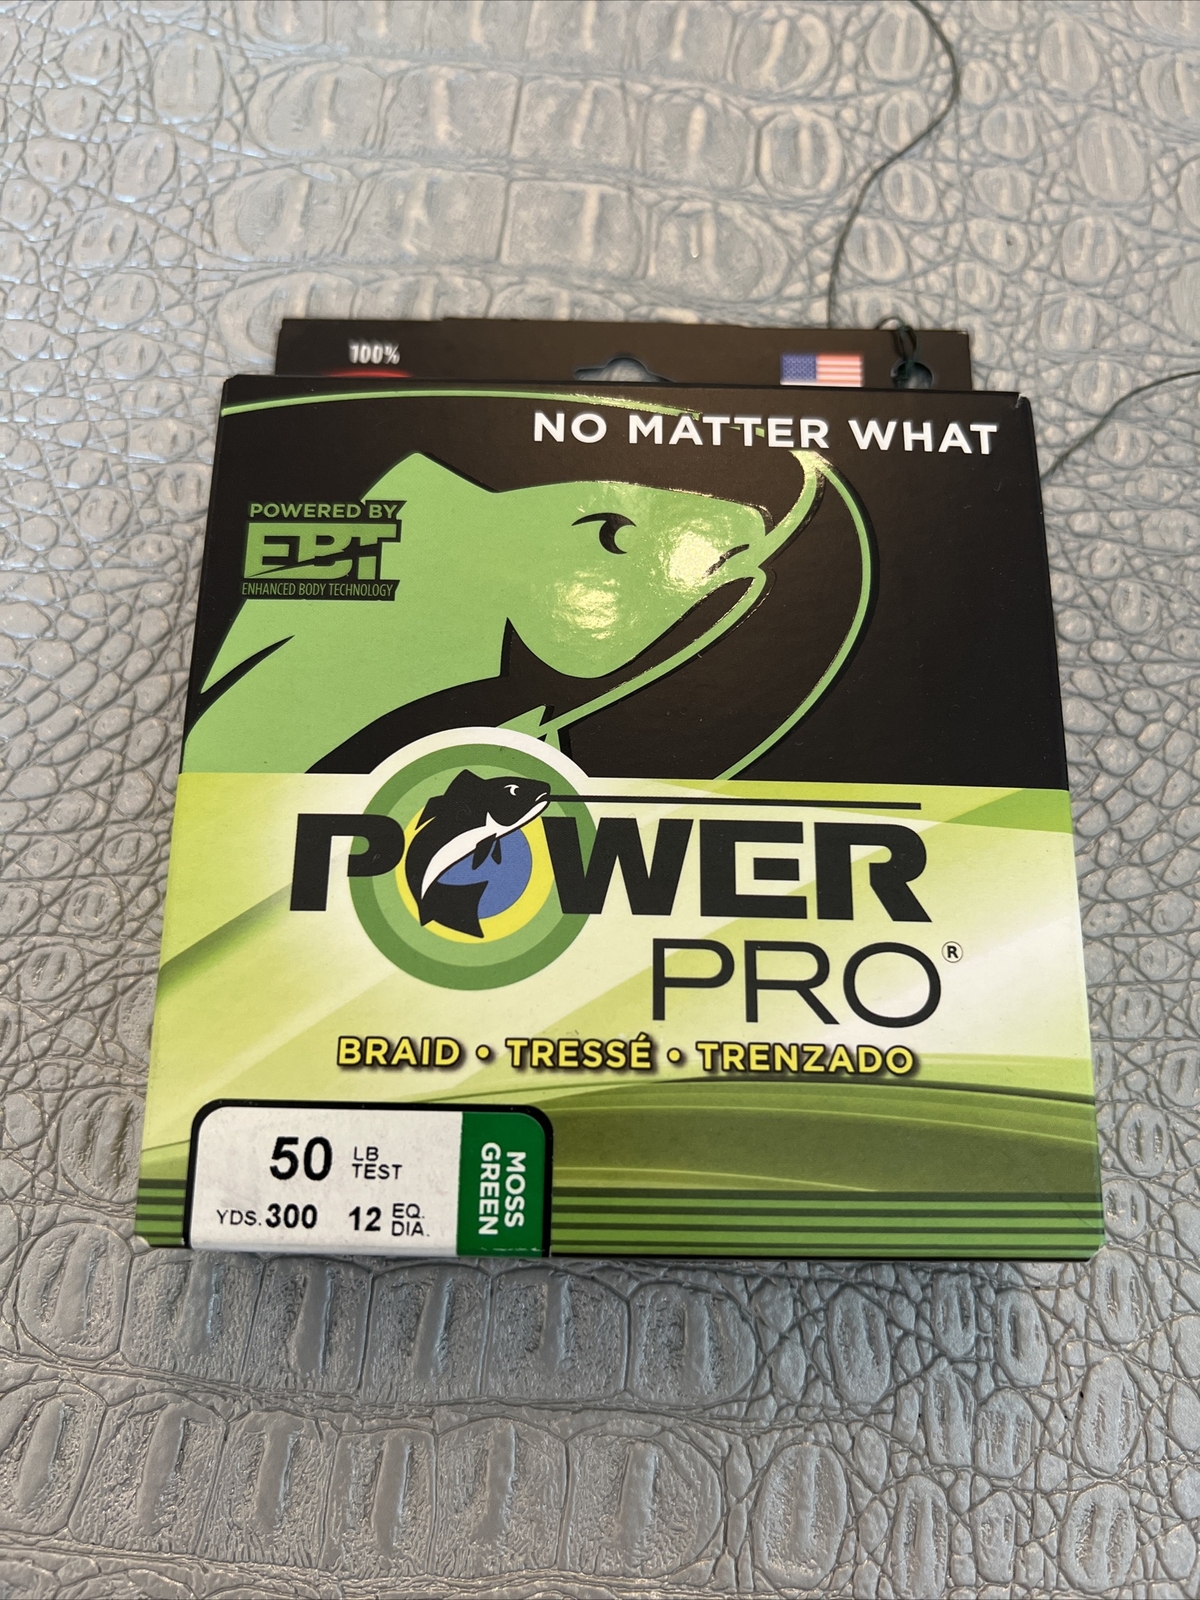 100%
NO MATTER WHAT
POWERED BY
EBT
ENHANCED BODY TECHNOLOGY
POWER
PRO®
BRAID • TRESSÉ • TRENZADO
50 LB TEST
YDS. 300 12 EQ. DIA.
MOSS GREEN